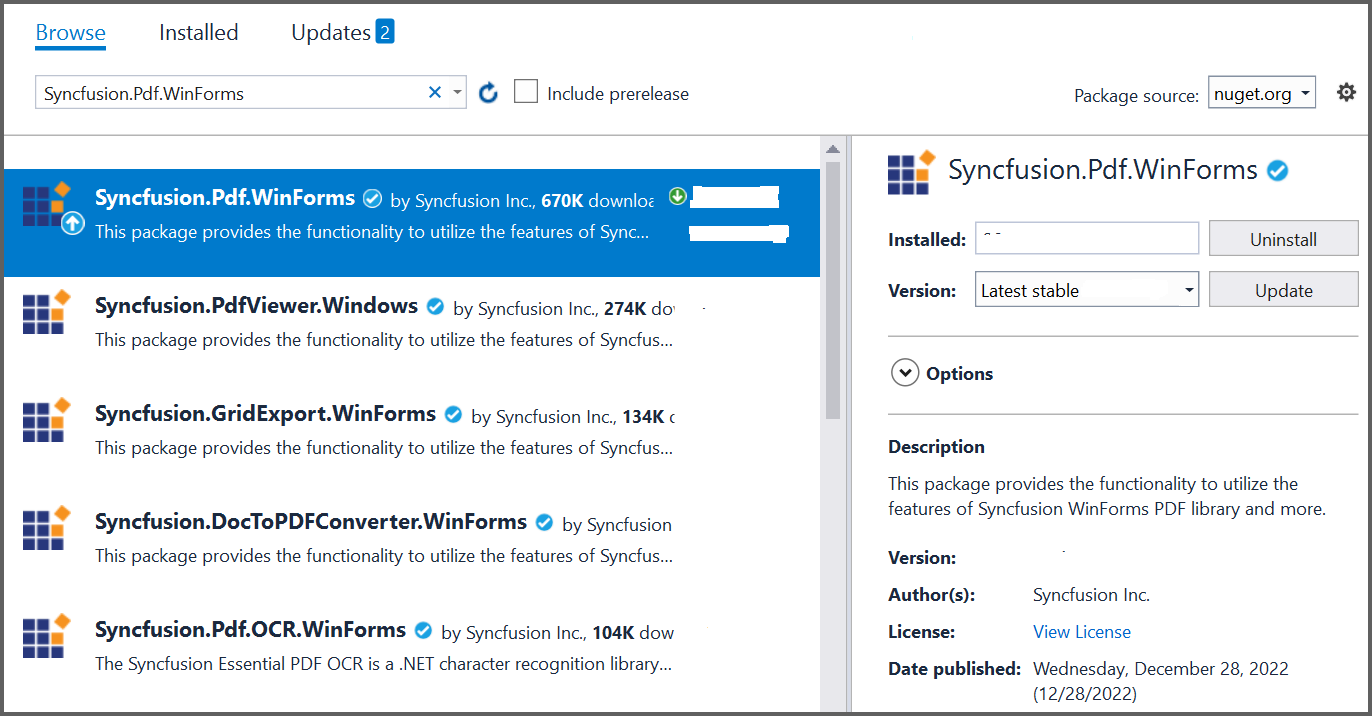 Browse Installed Updates 2
Syncfusion.Pdf.WinForms Include prerelease Package source: nuget.org
Syncfusion.Pdf.WinForms by Syncfusion Inc., 670K downloa
This package provides the functionality to utilize the features of Sync...
Syncfusion.PdfViewer.Windows by Syncfusion Inc., 274K do
This package provides the functionality to utilize the features of Syncfus...
Syncfusion.GridExport.WinForms by Syncfusion Inc., 134K
This package provides the functionality to utilize the features of Syncfus...
Syncfusion.DocToPDFConverter.WinForms by Syncfusion
This package provides the functionality to utilize the features of Syncfus...
Syncfusion.Pdf.OCR.WinForms by Syncfusion Inc., 104K dow
The Syncfusion Essential PDF OCR is a .NET character recognition library...
Syncfusion.Pdf.WinForms
Installed: Uninstall
Version: Latest stable Update
Options
Description
This package provides the functionality to utilize the
features of Syncfusion WinForms PDF library and more.
Version:
Author(s): Syncfusion Inc.
License: View License
Date published: Wednesday, December 28, 2022
(12/28/2022)